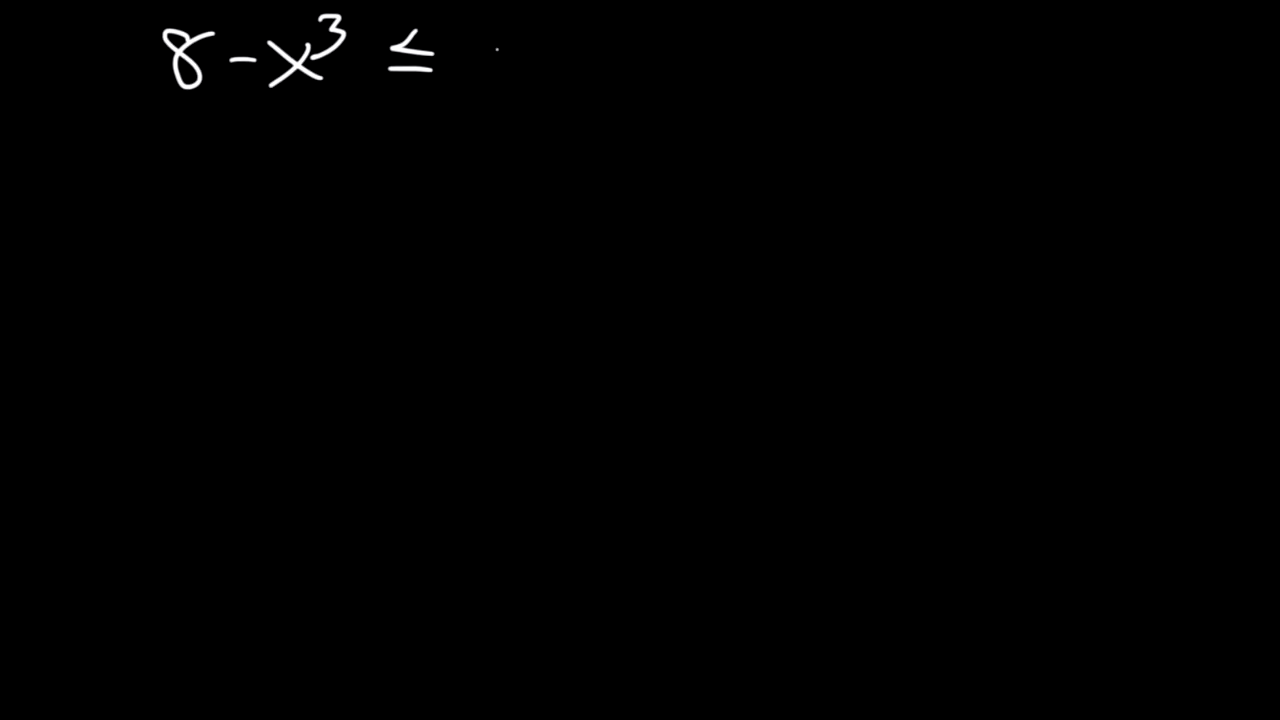 8 - x³ ≤